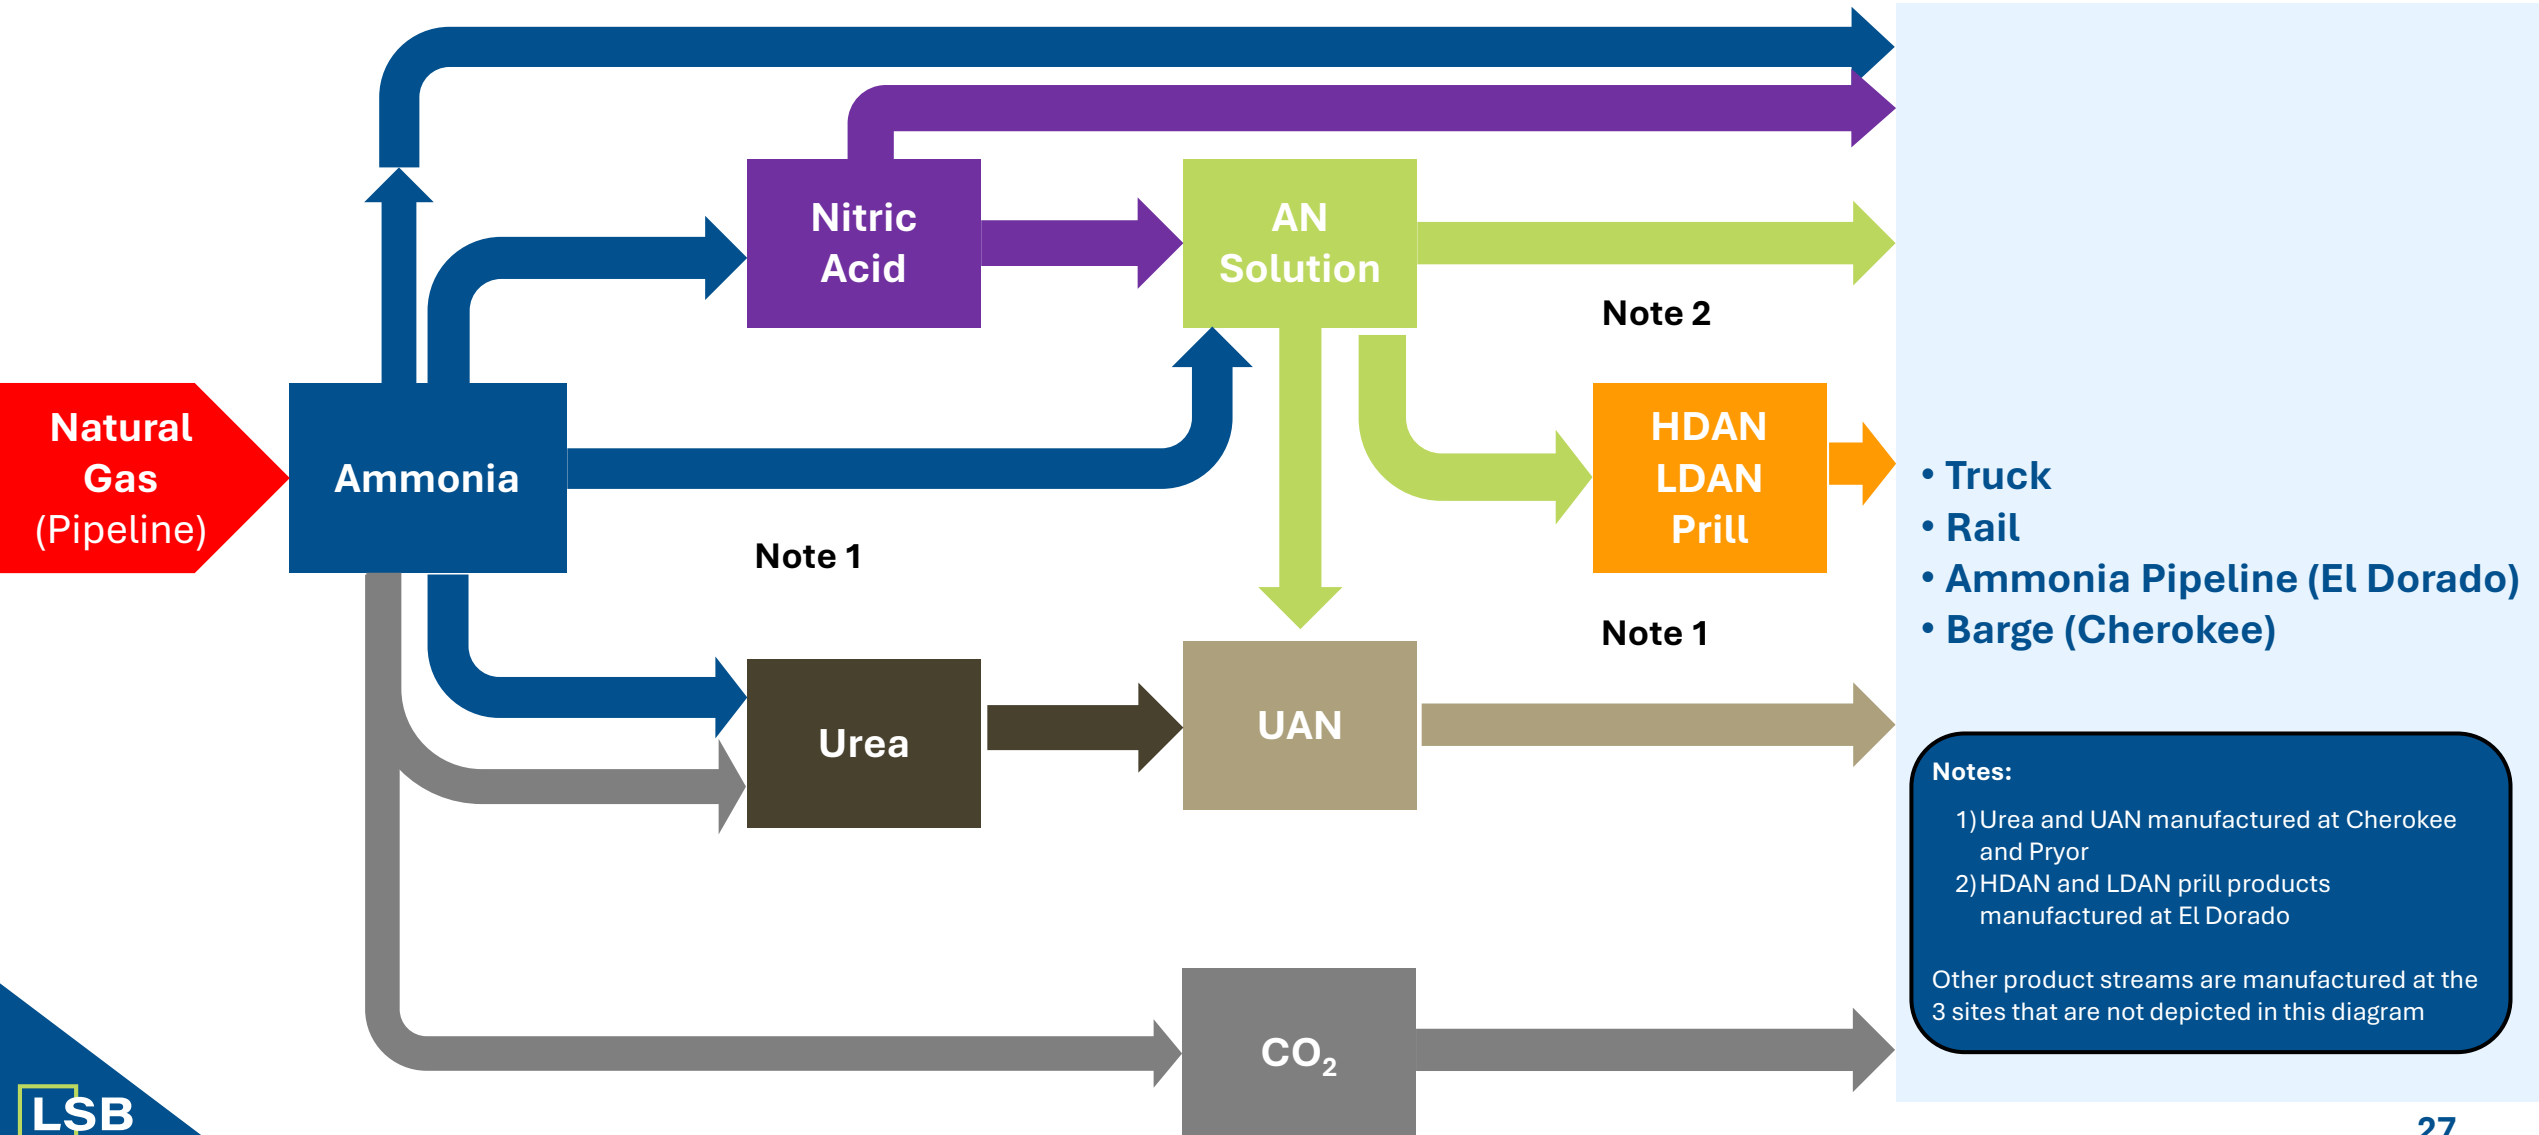 Nitric
Acid
AN
Solution
Note 2
Natural
Gas
(Pipeline)
Ammonia
HDAN
LDAN
Prill
Note 1
• Truck
• Rail
• Ammonia Pipeline (El Dorado)
• Barge (Cherokee)
Note 1
Urea
UAN
Notes:
1) Urea and UAN manufactured at Cherokee
and Pryor
2) HDAN and LDAN prill products
manufactured at El Dorado
Other product streams are manufactured at the
3 sites that are not depicted in this diagram
CO₂
LSB
27